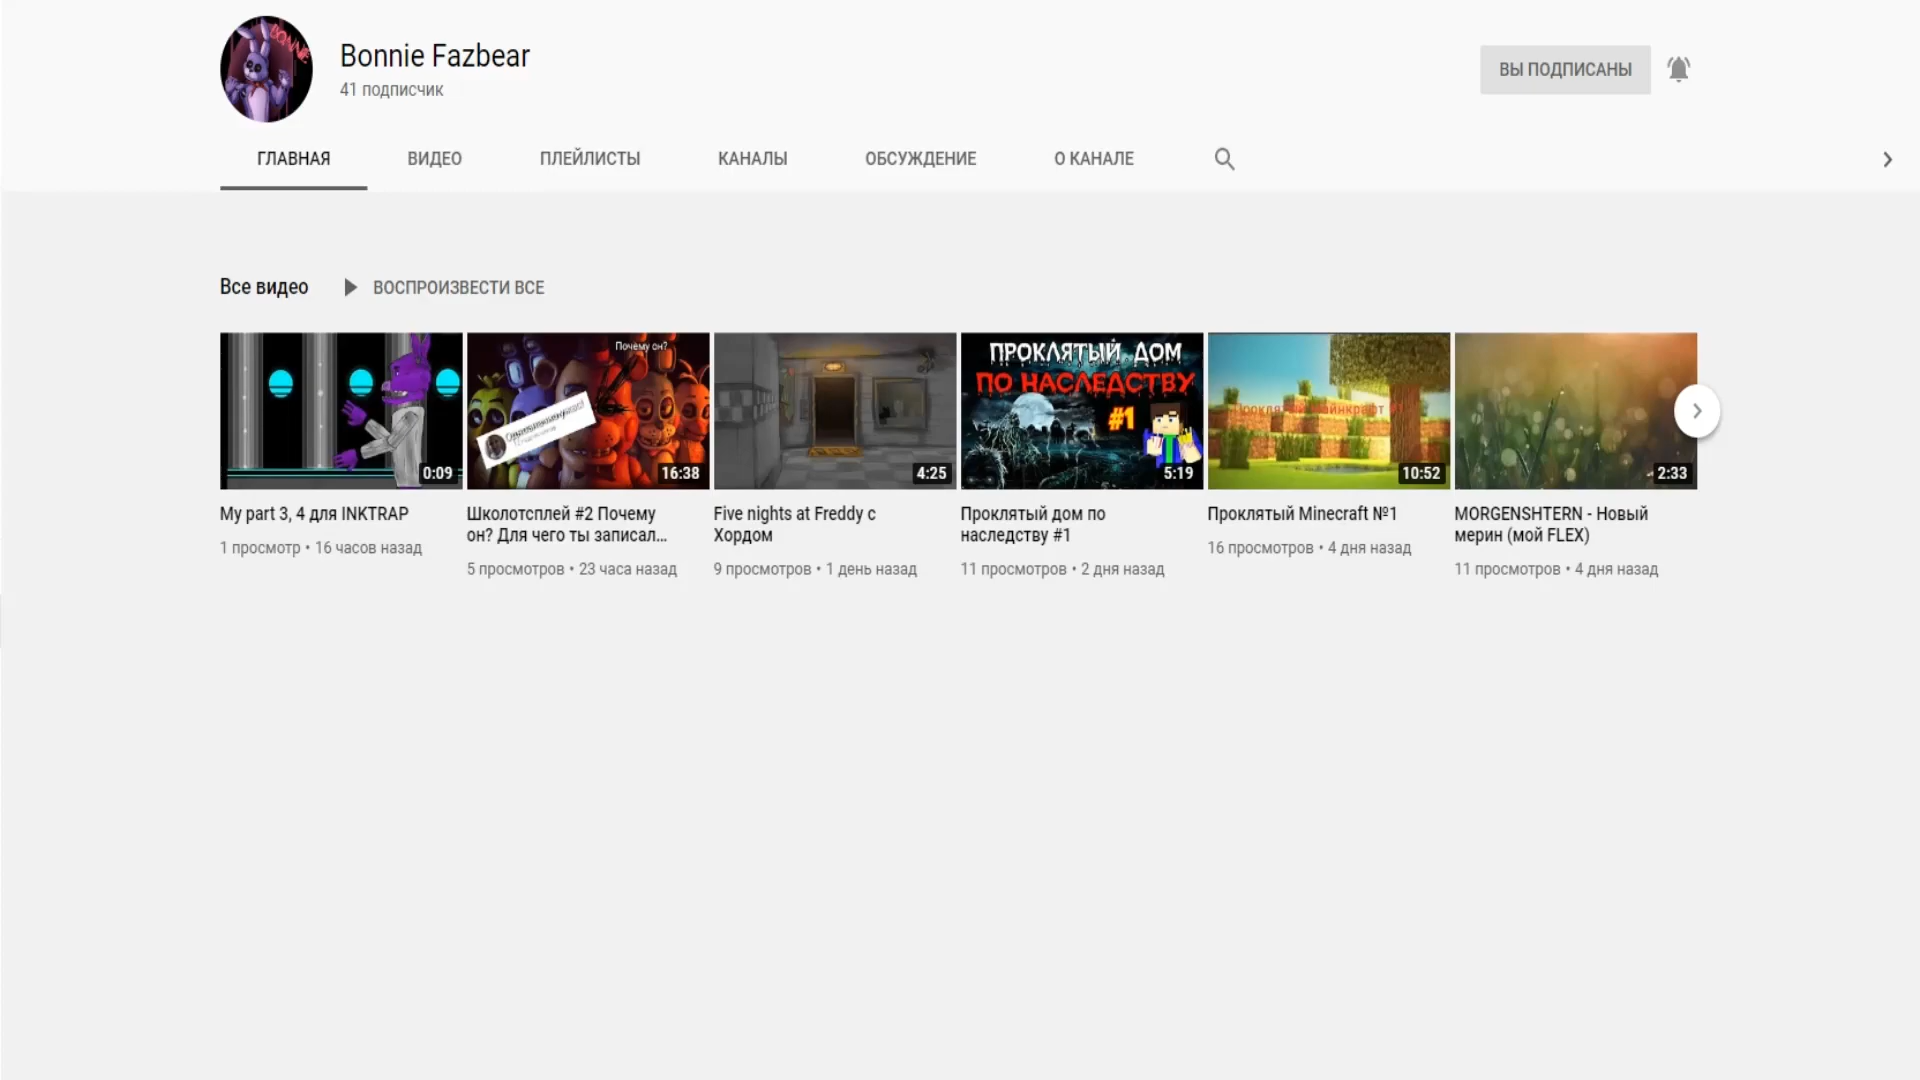 BONNIE
Bonnie Fazbear
41 подписчик
ВЫ ПОДПИСАНЫ
ГЛАВНАЯ
ВИДЕО
ПЛЕЙЛИСТЫ
КАНАЛЫ
ОБСУЖДЕНИЕ
О КАНАЛЕ
Все видео
ВОСПРОИЗВЕСТИ ВСЕ
0:09
Почему он?
16:38
4:25
ПРОКЛЯТЫЙ ДОМ
ПО НАСЛЕДСТВУ
#1
5:19
10:52
2:33
My part 3, 4 для INKTRAP
1 просмотр • 16 часов назад
Школотсплей #2 Почему
он? Для чего ты записал...
5 просмотров • 23 часа назад
Five nights at Freddy с
Хордом
9 просмотров • 1 день назад
Проклятый дом по
наследству #1
11 просмотров • 2 дня назад
Проклятый Minecraft №1
16 просмотров • 4 дня назад
MORGENSHTERN - Новый
мерин (мой FLEX)
11 просмотров • 4 дня назад